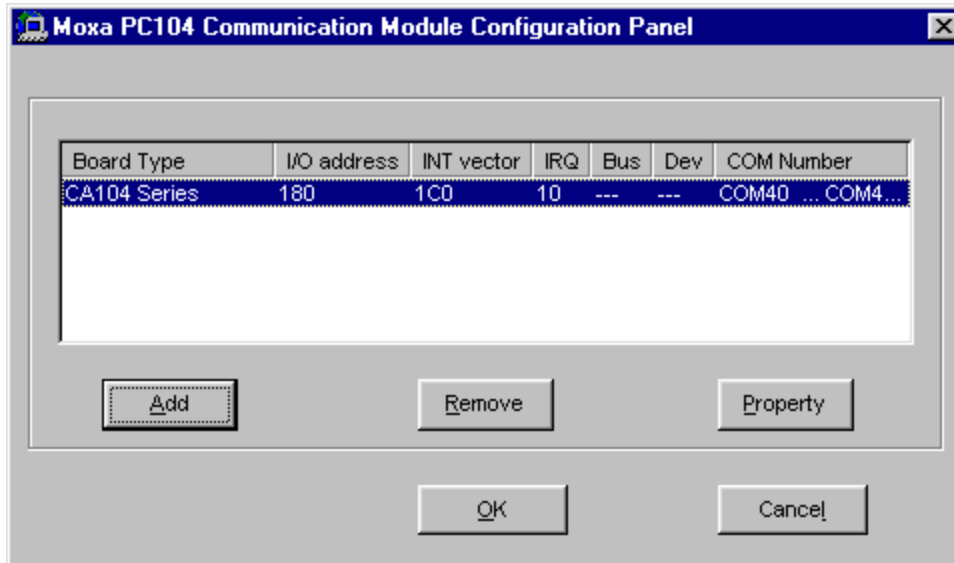 Moxa PC104 Communication Module Configuration Panel
Board Type I/O address INT vector IRQ Bus Dev COM Number
CA104 Series 180 1C0 10 --- --- COM40 ... COM4...
Add Remove Property
OK Cancel